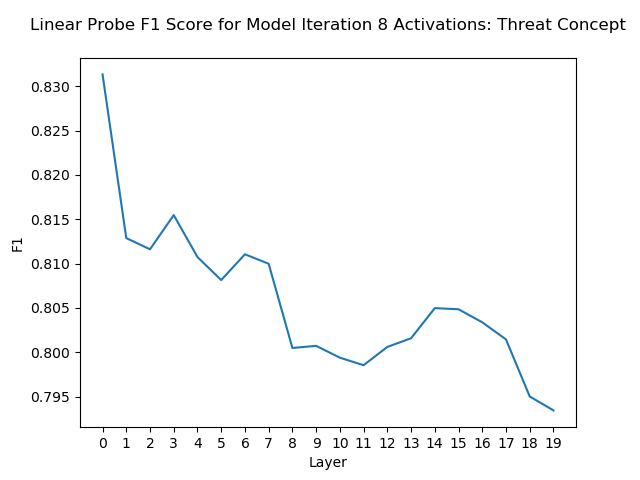 Linear Probe F1 Score for Model Iteration 8 Activations: Threat Concept
0.830
0.825
0.820
0.815
0.810
0.805
0.800
0.795
F1
0 1 2 3 4 5 6 7 8 9 10 11 12 13 14 15 16 17 18 19
Layer